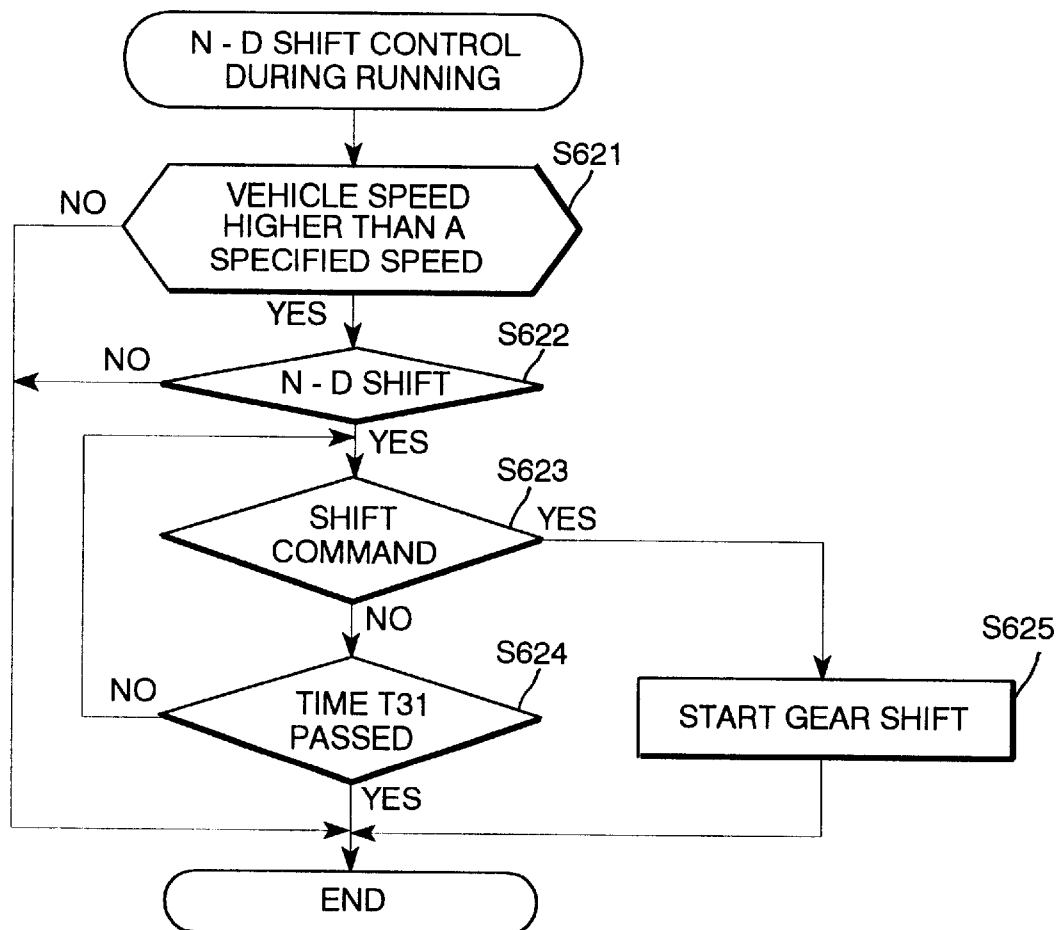 N - D SHIFT CONTROL
DURING RUNNING
S621
NO
VEHICLE SPEED
HIGHER THAN A
SPECIFIED SPEED
YES
S622
NO
N - D SHIFT
YES
S623
SHIFT
COMMAND
YES
NO
S624
S625
NO
TIME T31
PASSED
START GEAR SHIFT
YES
END